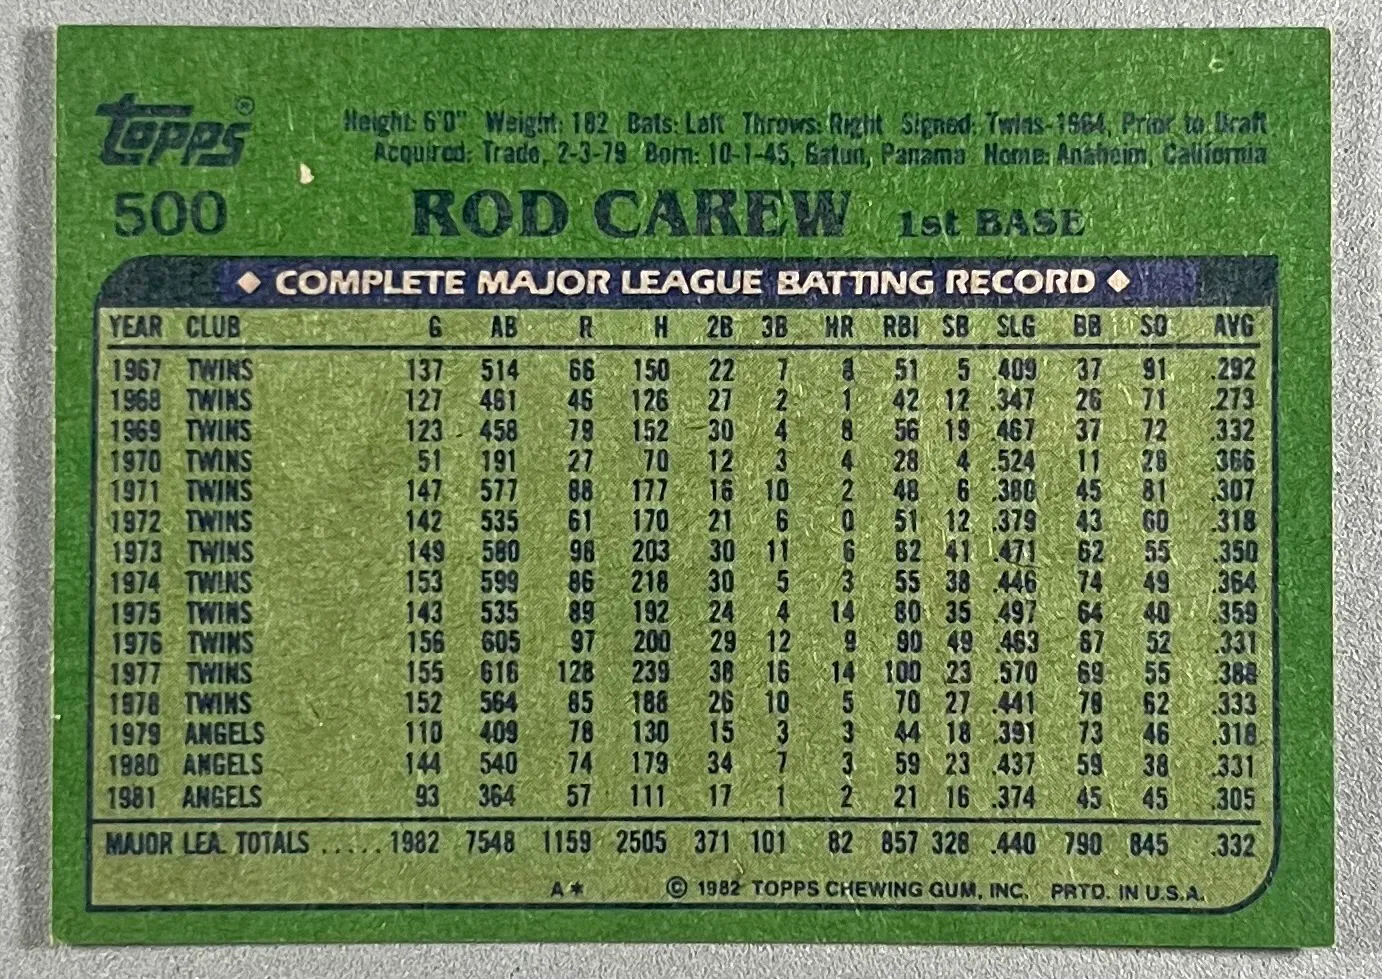 Topps®
Height: 6'0" Weight: 182 Bats: Left Throws: Right Signed: Twins-1964, Prior to Draft
Acquired: Trade, 2-3-79 Born: 10-1-45, Gatun, Panama Home: Anaheim, California
500 ROD CAREW 1st BASE
◆ COMPLETE MAJOR LEAGUE BATTING RECORD ◆
YEAR CLUB G AB R H 2B 3B HR RBI SB SLG BB SO AVG
1967 TWINS 137 514 66 150 22 7 8 51 5 .409 37 91 .292
1968 TWINS 127 461 46 126 27 2 1 42 12 .347 26 71 .273
1969 TWINS 123 458 79 152 30 4 8 56 19 .467 37 72 .332
1970 TWINS 51 191 27 70 12 3 4 28 4 .524 11 28 .366
1971 TWINS 147 577 88 177 16 10 2 48 6 .380 45 81 .307
1972 TWINS 142 535 61 170 21 6 0 51 12 .379 43 60 .318
1973 TWINS 149 580 98 203 30 11 6 62 41 .471 62 55 .350
1974 TWINS 153 599 86 218 30 5 3 55 38 .446 74 49 .364
1975 TWINS 143 535 89 192 24 4 14 80 35 .497 64 40 .359
1976 TWINS 156 605 97 200 29 12 9 90 49 .463 67 52 .331
1977 TWINS 155 616 128 239 38 16 14 100 23 .570 69 55 .388
1978 TWINS 152 564 85 188 26 10 5 70 27 .441 78 62 .333
1979 ANGELS 110 409 78 130 15 3 3 44 18 .391 73 46 .318
1980 ANGELS 144 540 74 179 34 7 3 59 23 .437 59 38 .331
1981 ANGELS 93 364 57 111 17 1 2 21 16 .374 45 45 .305
MAJOR LEA. TOTALS ..... 1982 7548 1159 2505 371 101 82 857 328 .440 790 845 .332
A* © 1982 TOPPS CHEWING GUM, INC. PRTD. IN U.S.A.